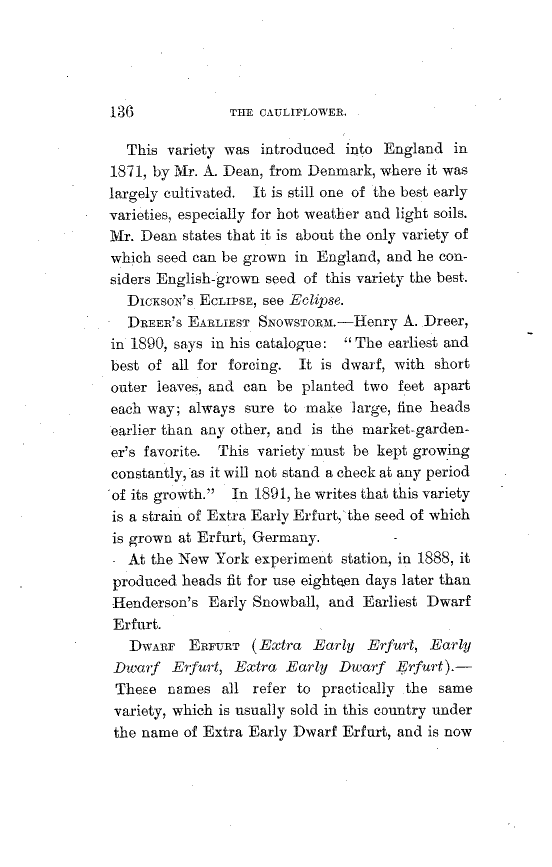 136 THE CAULIFLOWER.
This variety was introduced into England in
1871, by Mr. A. Dean, from Denmark, where it was
largely cultivated. It is still one of the best early
varieties, especially for hot weather and light soils.
Mr. Dean states that it is about the only variety of
which seed can be grown in England, and he con-
siders English-grown seed of this variety the best.
DICKSON'S ECLIPSE, see Eclipse.
DREER'S EARLIEST SNOWSTORM.—Henry A. Dreer,
in 1890, says in his catalogue: "The earliest and
best of all for forcing. It is dwarf, with short
outer leaves, and can be planted two feet apart
each way; always sure to make large, fine heads
earlier than any other, and is the market-garden-
er's favorite. This variety must be kept growing
constantly, as it will not stand a check at any period
of its growth." In 1891, he writes that this variety
is a strain of Extra Early Erfurt, the seed of which
is grown at Erfurt, Germany.
At the New York experiment station, in 1888, it
produced heads fit for use eighteen days later than
Henderson's Early Snowball, and Earliest Dwarf
Erfurt.
DWARF ERFURT (Extra Early Erfurt, Early
Dwarf Erfurt, Extra Early Dwarf Erfurt).—
These names all refer to practically the same
variety, which is usually sold in this country under
the name of Extra Early Dwarf Erfurt, and is now